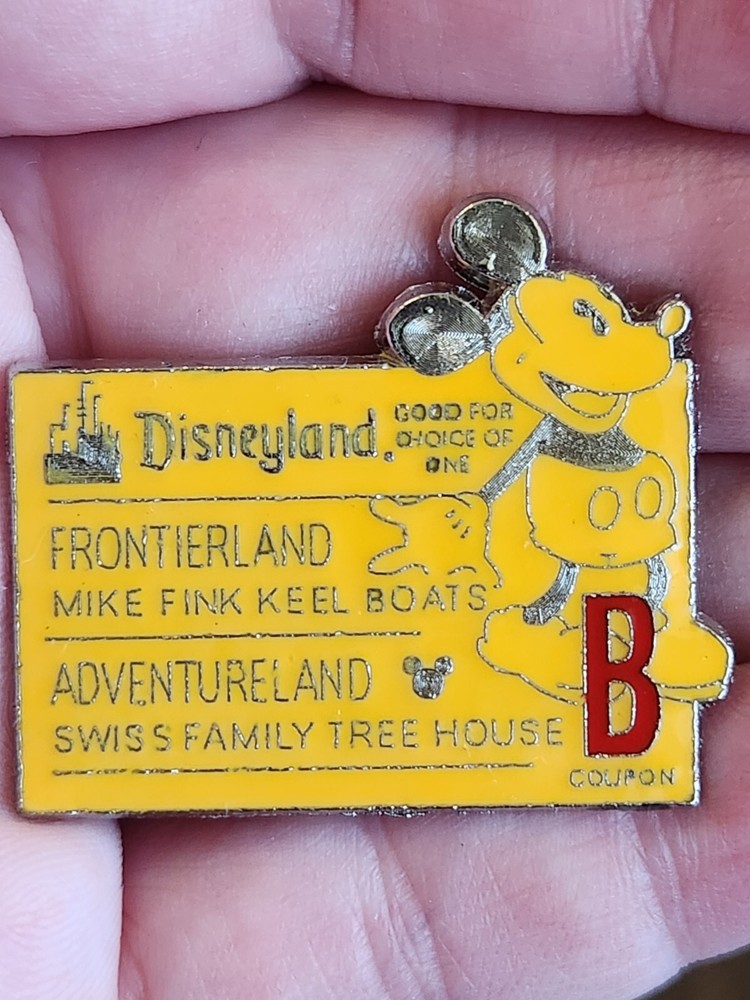 Disneyland.
GOOD FOR
CHOICE OF
ONE
FRONTIERLAND
MIKE FINK KEEL BOATS
ADVENTURELAND
SWISS FAMILY TREE HOUSE
B
COUPON